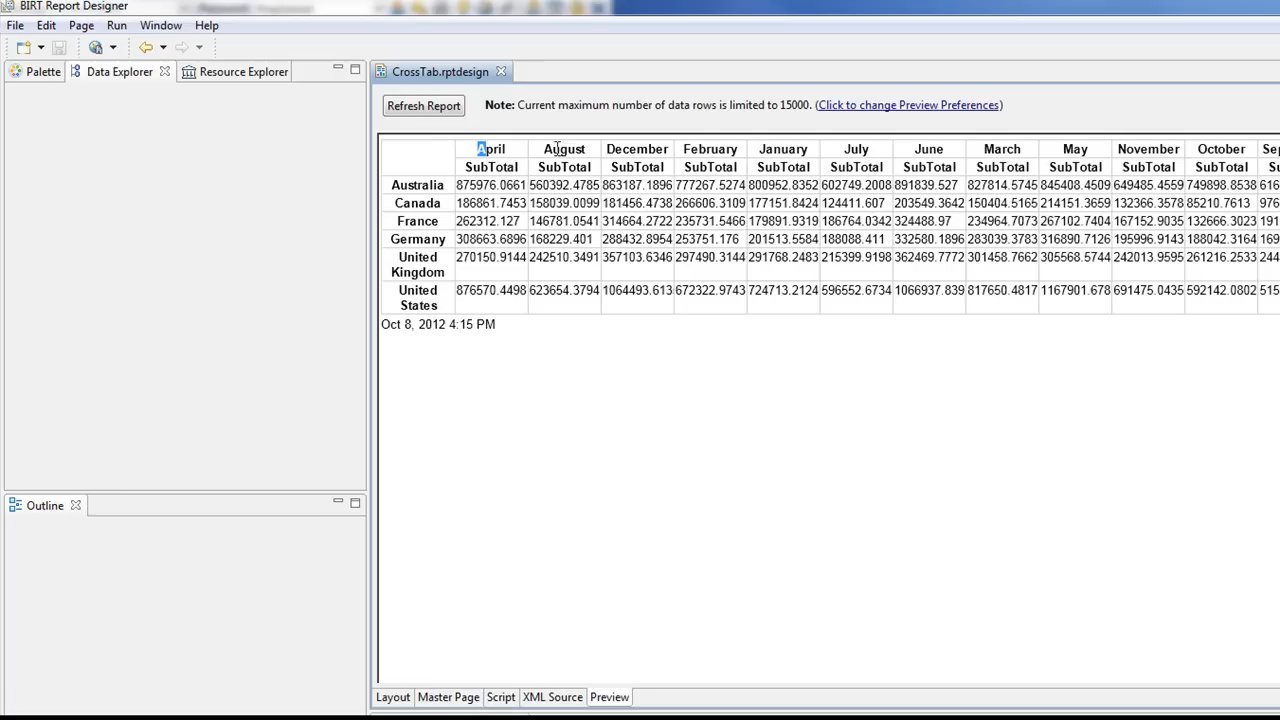 BIRT Report Designer
File Edit Page Run Window Help
Palette Data Explorer Resource Explorer
CrossTab.rptdesign
Refresh Report Note: Current maximum number of data rows is limited to 15000. (Click to change Preview Preferences)
April August December February January July June March May November October
SubTotal SubTotal SubTotal SubTotal SubTotal SubTotal SubTotal SubTotal SubTotal SubTotal SubTotal
Australia 875976.0661 560392.4785 863187.1896 777267.5274 800952.8352 602749.2008 891839.527 827814.5745 845408.4509 649485.4559 749898.8538
Canada 186861.7453 158039.0099 181456.4738 266606.3109 177151.8424 124411.607 203549.3642 150404.5165 214151.3659 132366.3578 85210.7613
France 262312.127 146781.0541 314664.2722 235731.5466 179891.9319 186764.0342 324488.97 234964.7073 267102.7404 167152.9035 132666.3023
Germany 308663.6896 168229.401 288432.8954 253751.176 201513.5584 188088.411 332580.1896 283039.3783 316890.7126 195996.9143 188042.3164
United 270150.9144 242510.3491 357103.6346 297490.3144 291768.2483 215399.9198 362469.7772 301458.7662 305568.5744 242013.9595 261216.2533
Kingdom
United 876570.4498 623654.3794 1064493.613 672322.9743 724713.2124 596552.6734 1066937.839 817650.4817 1167901.678 691475.0435 592142.0802
States
Oct 8, 2012 4:15 PM
Outline
Layout Master Page Script XML Source Preview